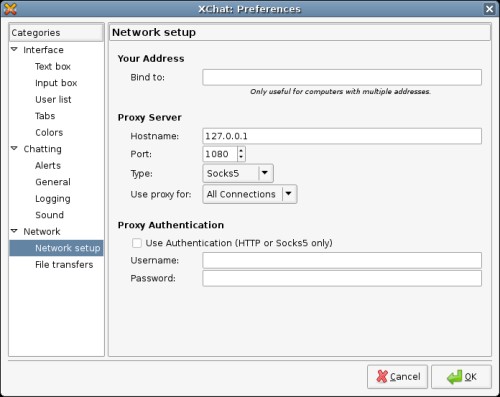 XChat: Preferences
Categories
Interface
Text box
Input box
User list
Tabs
Colors
Chatting
Alerts
General
Logging
Sound
Network
Network setup
File transfers
Network setup
Your Address
Bind to:
Only useful for computers with multiple addresses.
Proxy Server
Hostname: 127.0.0.1
Port: 1080
Type: Socks5
Use proxy for: All Connections
Proxy Authentication
Use Authentication (HTTP or Socks5 only)
Username:
Password:
Cancel OK